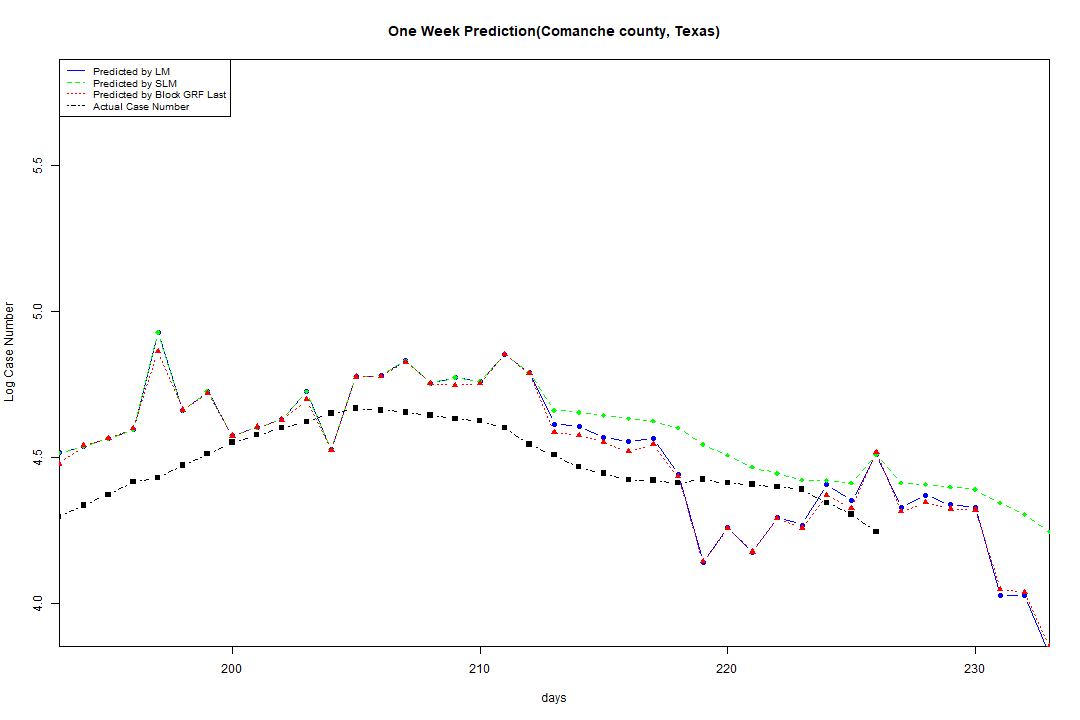 One Week Prediction(Comanche county, Texas)
Predicted by LM
Predicted by SLM
Predicted by Block GRF Last
Actual Case Number
5.5
5.0
4.5
4.0
Log Case Number
200 210 220 230
days